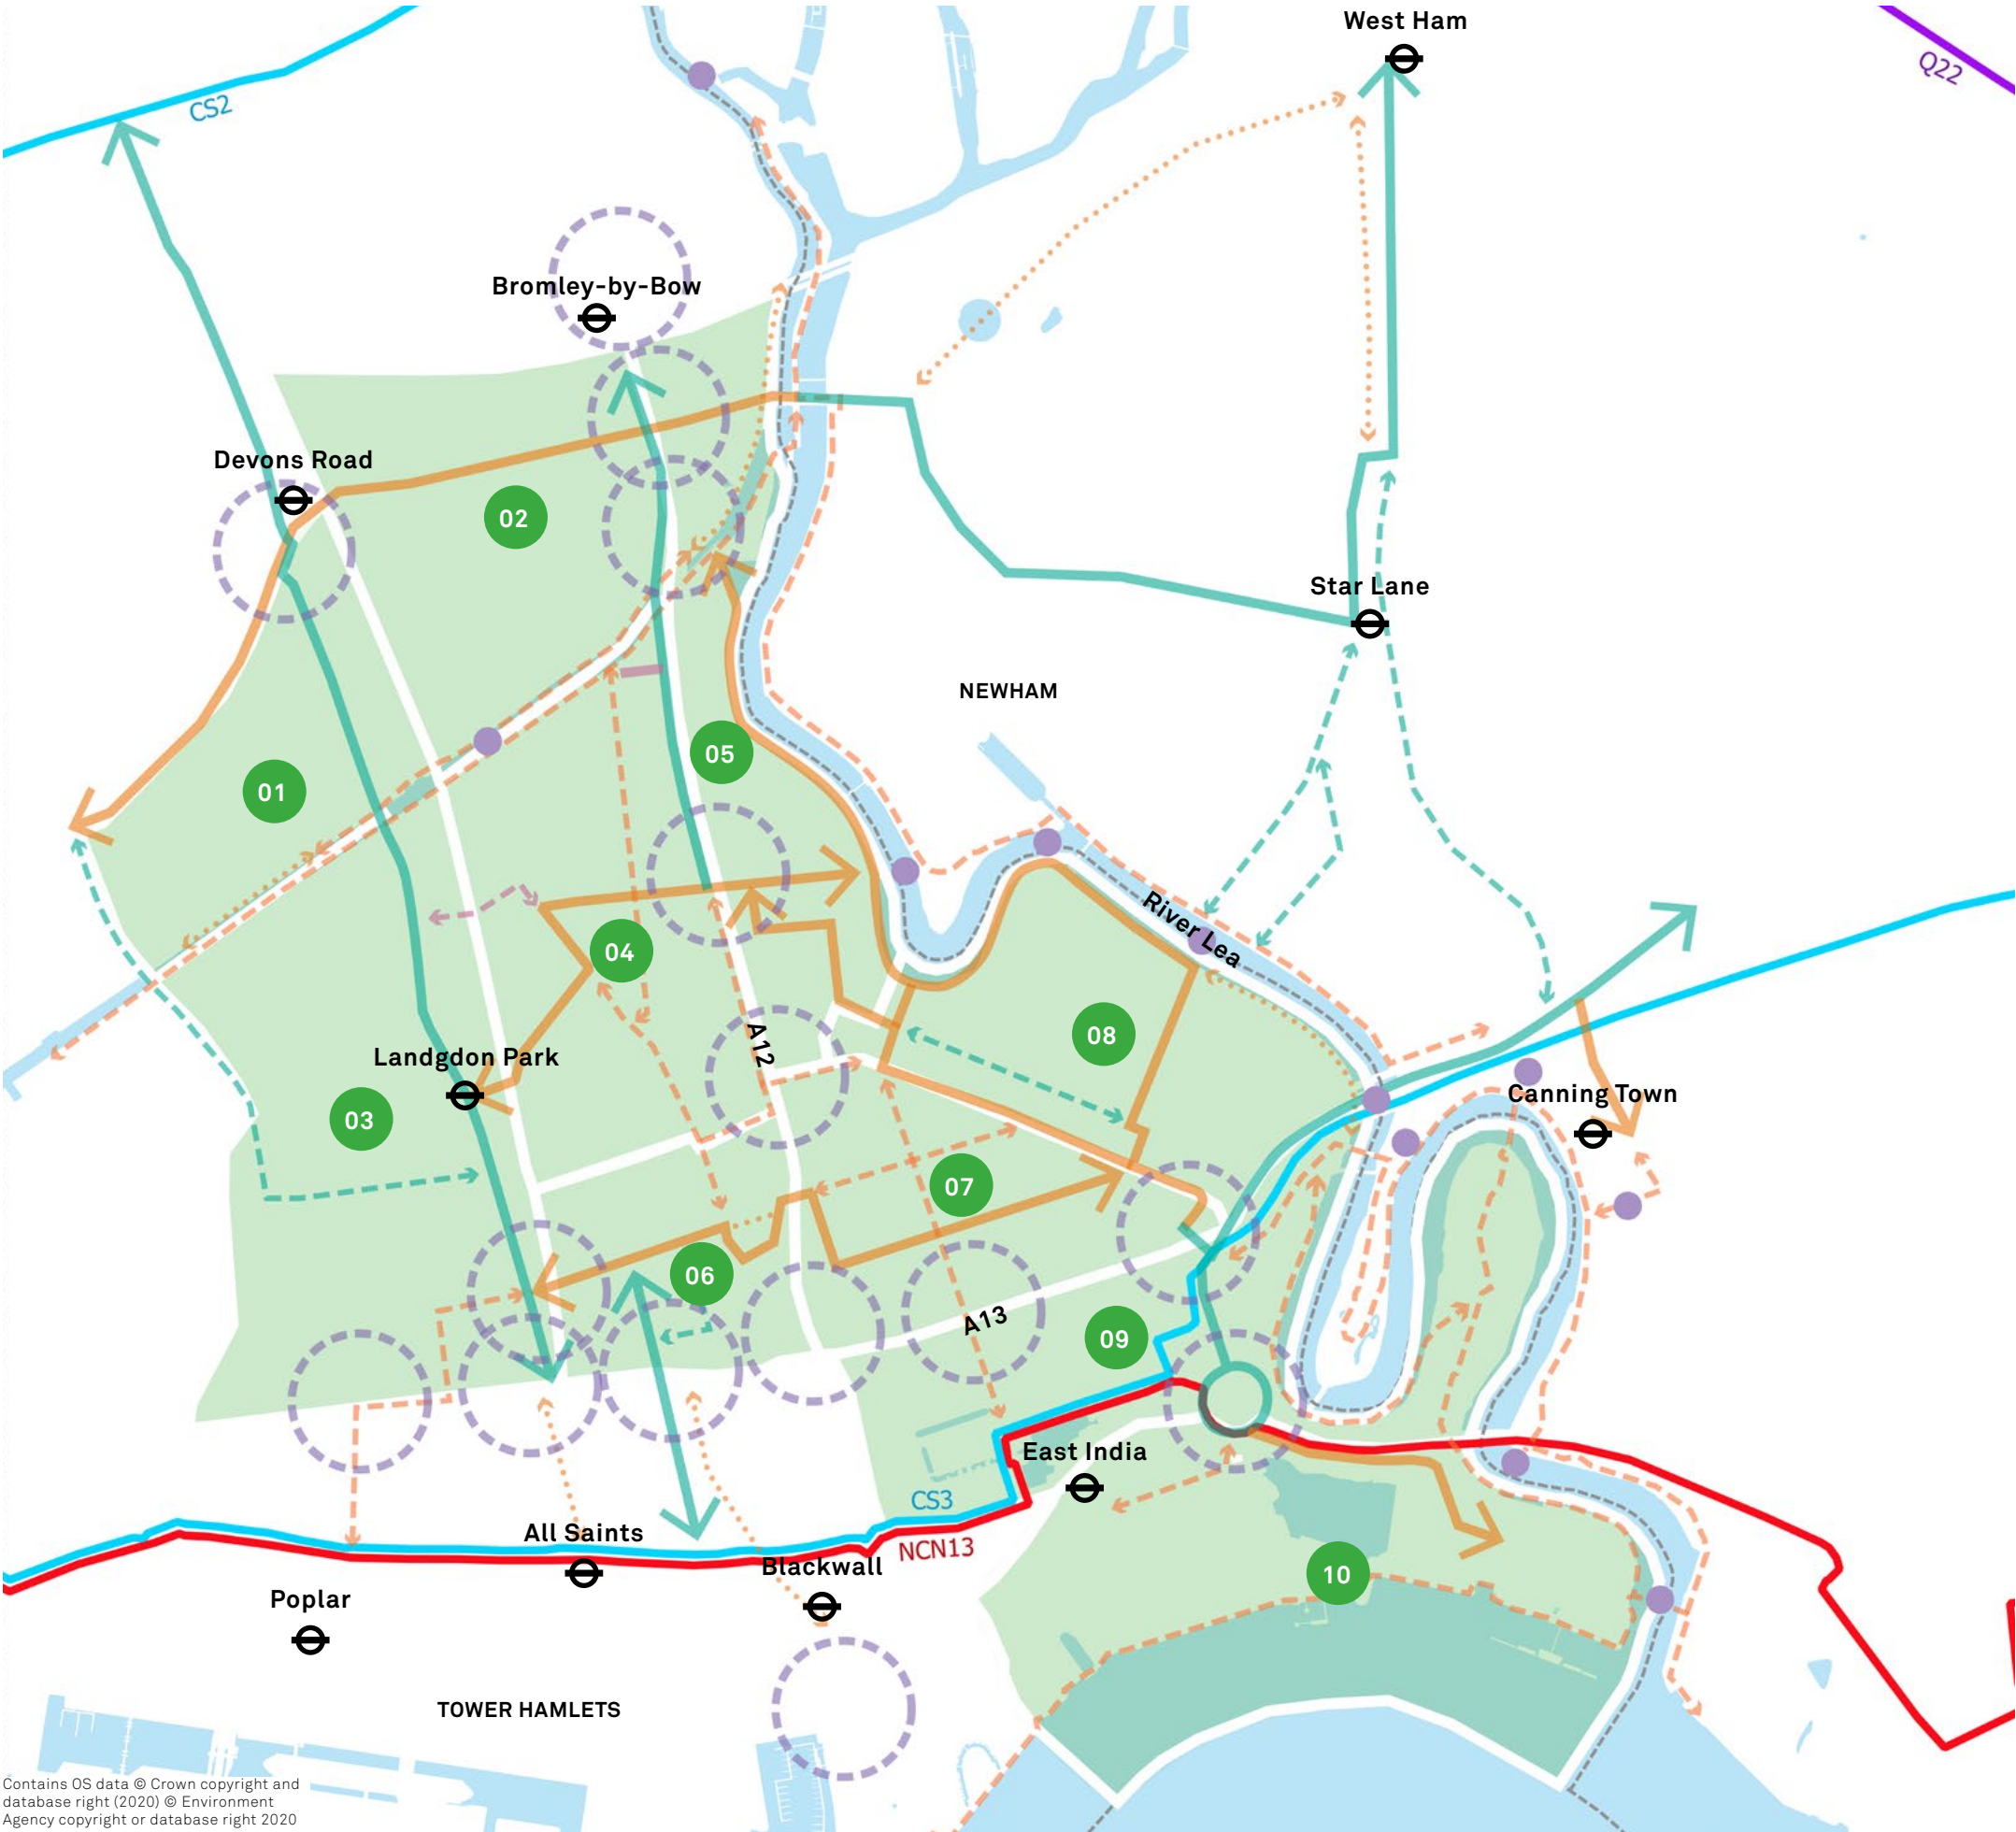 West Ham
Q22
CS2
Bromley-by-Bow
Devons Road
02
Star Lane
NEWHAM
05
01
04
River Lea
08
A12
Landgdon Park
Canning Town
03
07
06
A13
09
East India
CS3
All Saints
NCN13
Blackwall
10
Poplar
TOWER HAMLETS
Contains OS data © Crown copyright and
database right (2020) © Environment
Agency copyright or database right 2020